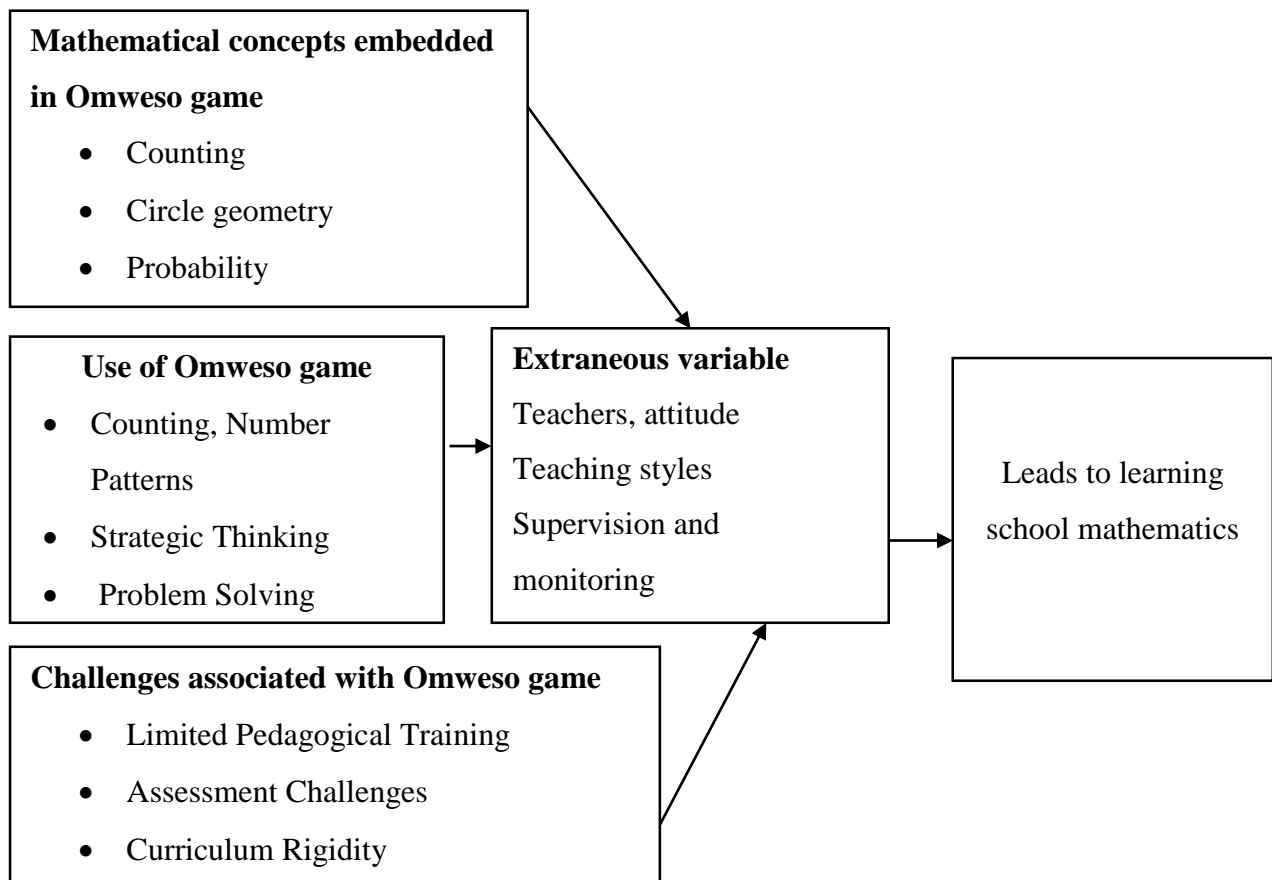 Mathematical concepts embedded
in Omweso game
• Counting
• Circle geometry
• Probability
Use of Omweso game
• Counting, Number
Patterns
• Strategic Thinking
• Problem Solving
Challenges associated with Omweso game
• Limited Pedagogical Training
• Assessment Challenges
• Curriculum Rigidity
Extraneous variable
Teachers, attitude
Teaching styles
Supervision and
monitoring
Leads to learning
school mathematics